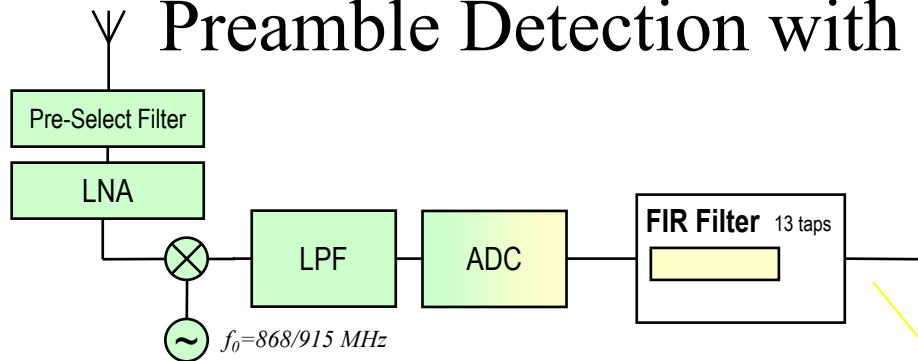 Preamble Detection with
Pre-Select Filter
LNA
LPF
ADC
FIR Filter 13 taps
~
f₀=868/915 MHz